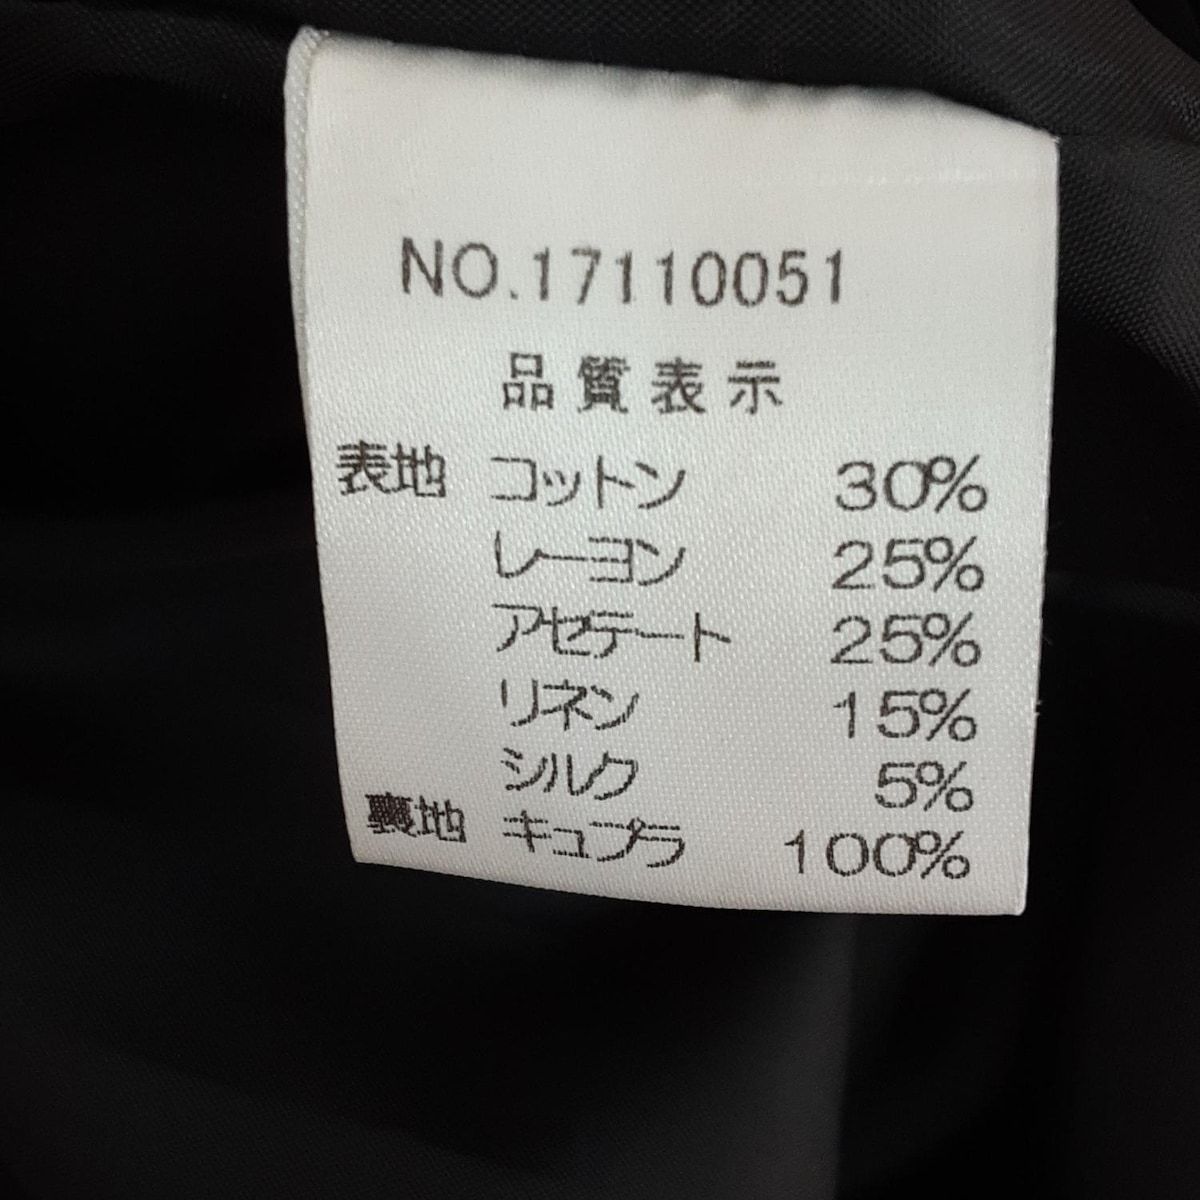 NO.17110051
品質表示
表地 コットン 30%
レーヨン 25%
アセテート 25%
リネン 15%
シルク 5%
裏地 キュプラ 100%